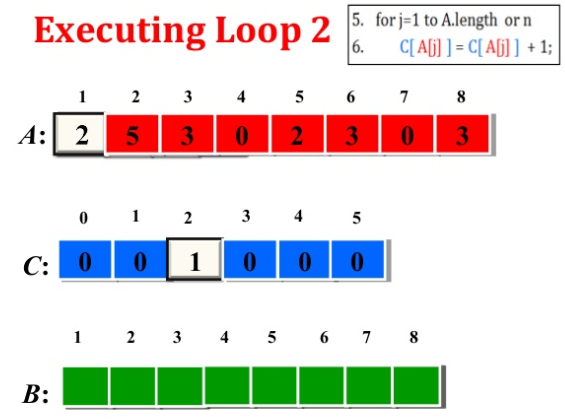 Executing Loop 2
5. for j=1 to A.length or n
6. C[ A[j] ] = C[ A[j] ] + 1;
1 2 3 4 5 6 7 8
A: 2 5 3 0 2 3 0 3
0 1 2 3 4 5
C: 0 0 1 0 0 0
1 2 3 4 5 6 7 8
B: